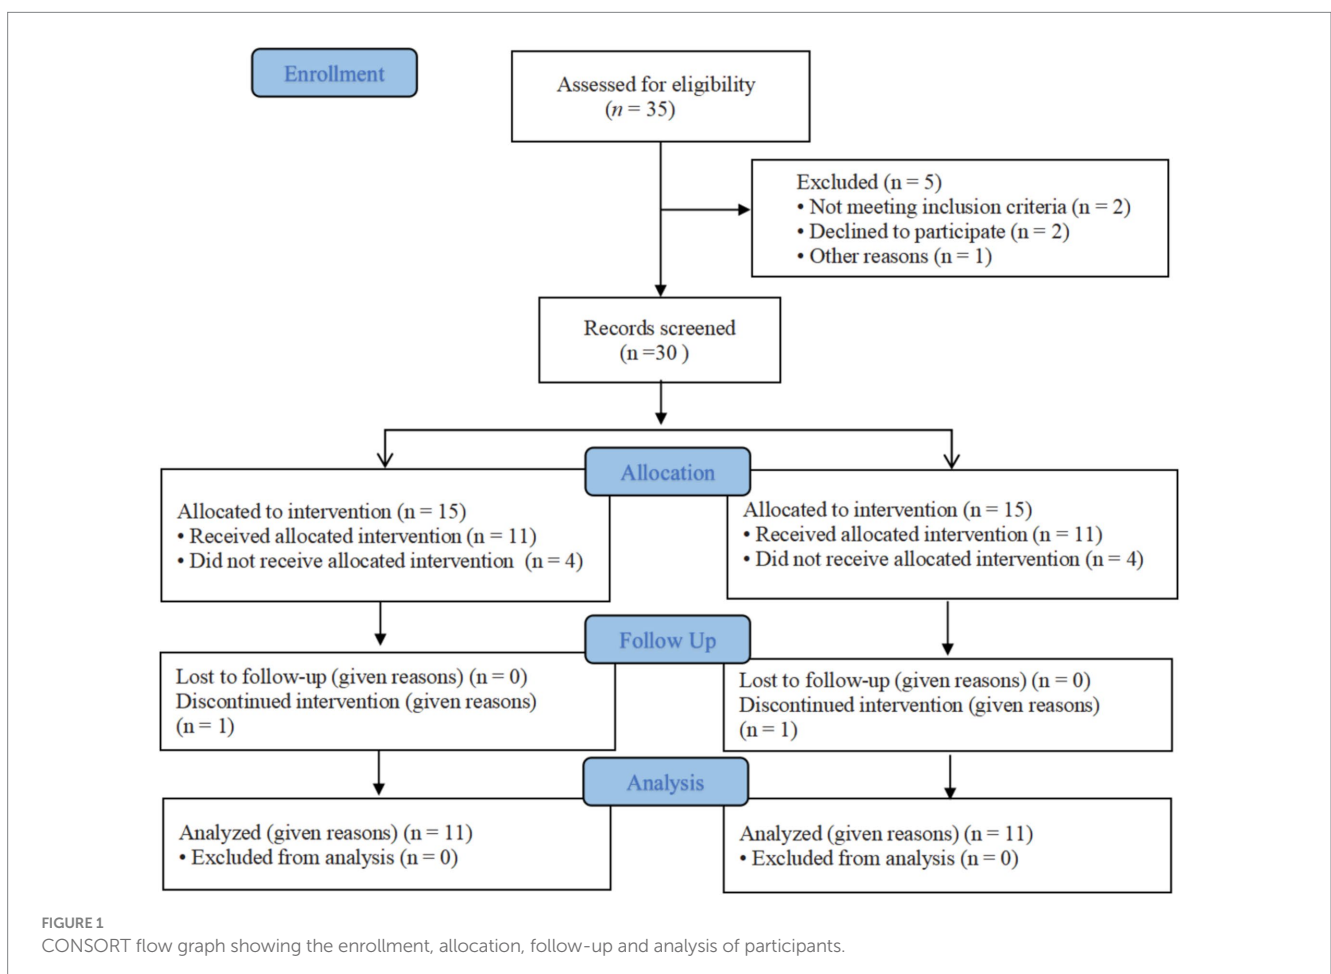 Enrollment
Assessed for eligibility
(n = 35)
Excluded (n = 5)
• Not meeting inclusion criteria (n = 2)
• Declined to participate (n = 2)
• Other reasons (n = 1)
Records screened
(n =30 )
Allocation
Allocated to intervention (n = 15)
• Received allocated intervention (n = 11)
• Did not receive allocated intervention (n = 4)
Allocated to intervention (n = 15)
• Received allocated intervention (n = 11)
• Did not receive allocated intervention (n = 4)
Follow Up
Lost to follow-up (given reasons) (n = 0)
Discontinued intervention (given reasons)
(n = 1)
Lost to follow-up (given reasons) (n = 0)
Discontinued intervention (given reasons)
(n = 1)
Analysis
Analyzed (given reasons) (n = 11)
• Excluded from analysis (n = 0)
Analyzed (given reasons) (n = 11)
• Excluded from analysis (n = 0)
FIGURE 1
CONSORT flow graph showing the enrollment, allocation, follow-up and analysis of participants.